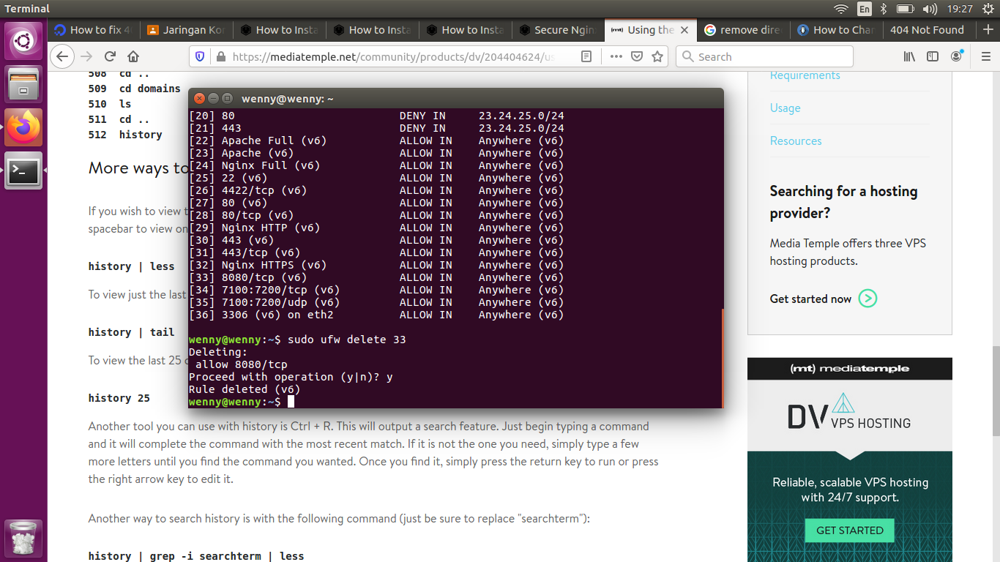 Terminal
En
19:27
How to fix 4
Jaringan Kor
How to Insta
How to Insta
How to Insta
Secure Ngin
(mt) Using the
remove dire
How to Char
404 Not Found
https://mediatemple.net/community/products/dv/204404624/us
Search
508 cd ..
509 cd domains
510 ls
511 cd ..
512 history
More ways to
If you wish to view t
spacebar to view on
history | less
To view just the last
history | tail
To view the last 25 c
history 25
Another tool you can use with history is Ctrl + R. This will output a search feature. Just begin typing a command
and it will complete the command with the most recent match. If it is not the one you need, simply type a few
more letters until you find the command you wanted. Once you find it, simply press the return key to run or press
the right arrow key to edit it.
Another way to search history is with the following command (just be sure to replace "searchterm"):
history | grep -i searchterm | less
wenny@wenny: ~
[20] 80 DENY IN 23.24.25.0/24
[21] 443 DENY IN 23.24.25.0/24
[22] Apache Full (v6) ALLOW IN Anywhere (v6)
[23] Apache (v6) ALLOW IN Anywhere (v6)
[24] Nginx Full (v6) ALLOW IN Anywhere (v6)
[25] 22 (v6) ALLOW IN Anywhere (v6)
[26] 4422/tcp (v6) ALLOW IN Anywhere (v6)
[27] 80 (v6) ALLOW IN Anywhere (v6)
[28] 80/tcp (v6) ALLOW IN Anywhere (v6)
[29] Nginx HTTP (v6) ALLOW IN Anywhere (v6)
[30] 443 (v6) ALLOW IN Anywhere (v6)
[31] 443/tcp (v6) ALLOW IN Anywhere (v6)
[32] Nginx HTTPS (v6) ALLOW IN Anywhere (v6)
[33] 8080/tcp (v6) ALLOW IN Anywhere (v6)
[34] 7100:7200/tcp (v6) ALLOW IN Anywhere (v6)
[35] 7100:7200/udp (v6) ALLOW IN Anywhere (v6)
[36] 3306 (v6) on eth2 ALLOW IN Anywhere (v6)
wenny@wenny:~$ sudo ufw delete 33
Deleting:
allow 8080/tcp
Proceed with operation (y|n)? y
Rule deleted (v6)
wenny@wenny:~$
Requirements
Usage
Resources
Searching for a hosting
provider?
Media Temple offers three VPS
hosting products.
Get started now
(mt) mediatemple
DV VPS HOSTING
Reliable, scalable VPS hosting
with 24/7 support.
GET STARTED